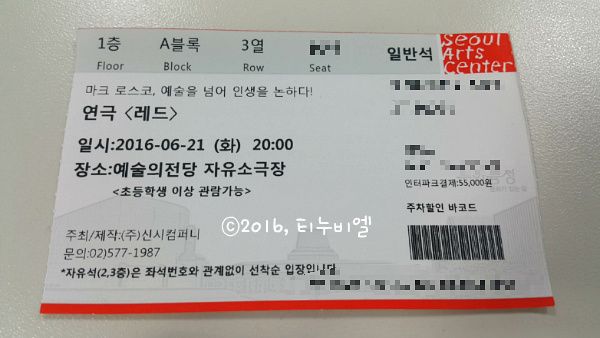 1층 A블록 3열 일반석
Floor Block Row Seat
Seoul
Arts
Center
마크 로스코, 예술을 넘어 인생을 논하다!
연극 <레드>
일시:2016-06-21 (화) 20:00
장소:예술의전당 자유소극장
<초등학생 이상 관람가능>
인터파크결제:55,000원
주차할인 바코드
ⓒ2016, 티누비엘
주최/제작:(주)신시컴퍼니
문의:02)577-1987
*자유석(2,3층)은 좌석번호와 관계없이 선착순 입장입니다